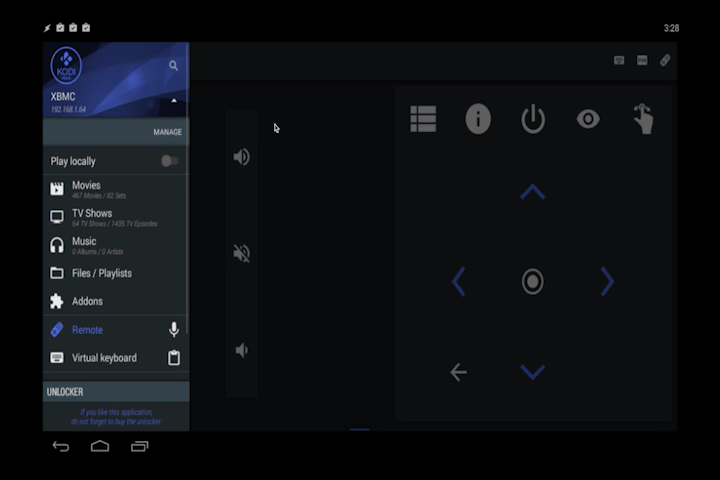 3:28
KODI
XBMC
192.168.1.64
MANAGE
Play locally
Movies
467 Movies / 82 Sets
TV Shows
64 TV Shows / 1435 TV Episodes
Music
0 Albums / 0 Artists
Files / Playlists
Addons
Remote
Virtual keyboard
UNLOCKER
If you like this application,
do not forget to buy the unlocker